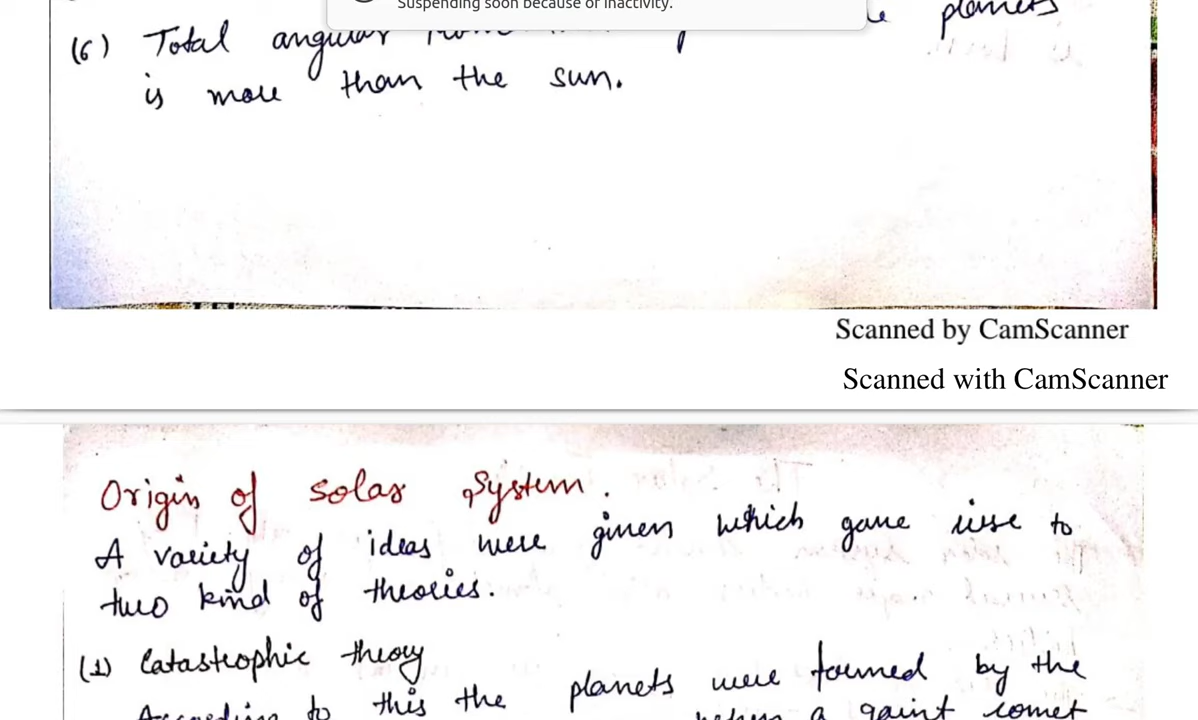 Suspending soon because of inactivity.
(6) Total angular planets
is more than the sun.
Scanned by CamScanner
Scanned with CamScanner
Origin of solar System.
A variety of ideas were given which gave rise to
two kind of theories.
(1) Catastrophic theory
According to this the planets were formed by the
a gaint comet